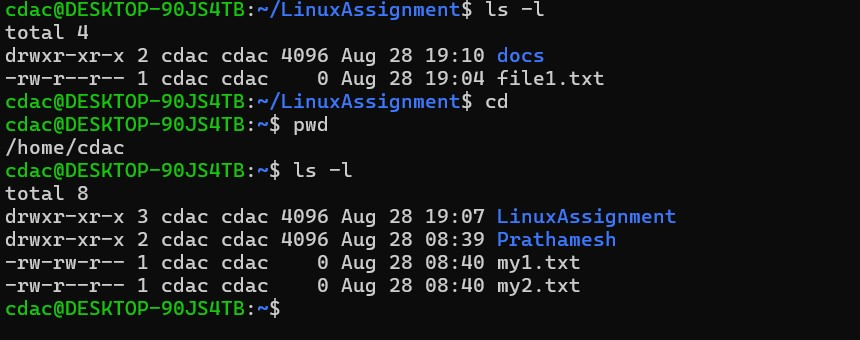 cdac@DESKTOP-90JS4TB:~/LinuxAssignment$ ls -l
total 4
drwxr-xr-x 2 cdac cdac 4096 Aug 28 19:10 docs
-rw-r--r-- 1 cdac cdac    0 Aug 28 19:04 file1.txt
cdac@DESKTOP-90JS4TB:~/LinuxAssignment$ cd
cdac@DESKTOP-90JS4TB:~$ pwd
/home/cdac
cdac@DESKTOP-90JS4TB:~$ ls -l
total 8
drwxr-xr-x 3 cdac cdac 4096 Aug 28 19:07 LinuxAssignment
drwxr-xr-x 2 cdac cdac 4096 Aug 28 08:39 Prathamesh
-rw-rw-r-- 1 cdac cdac    0 Aug 28 08:40 my1.txt
-rw-r--r-- 1 cdac cdac    0 Aug 28 08:40 my2.txt
cdac@DESKTOP-90JS4TB:~$